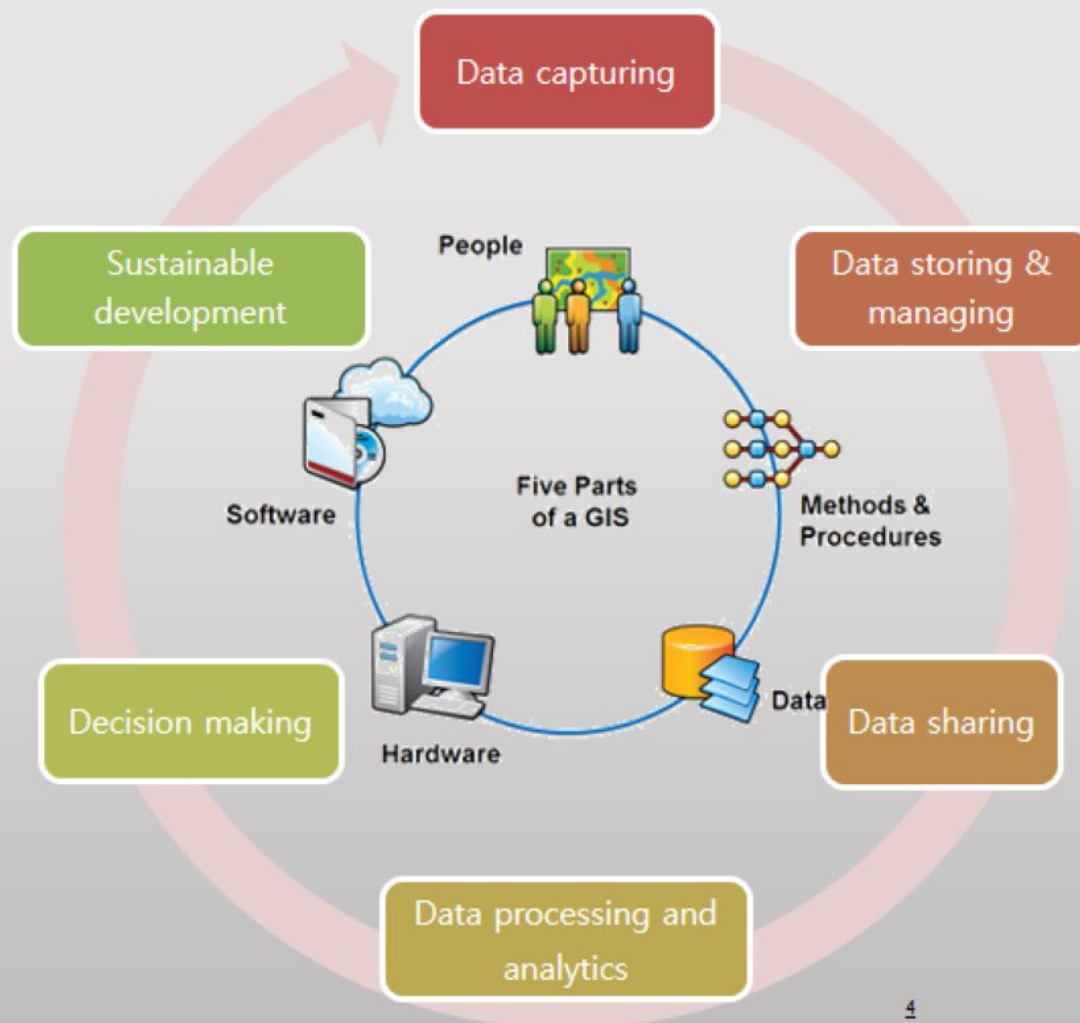 Data capturing
Sustainable
development
People
Data storing &
managing
Software
Five Parts
of a GIS
Methods &
Procedures
Decision making
Hardware
Data
Data sharing
Data processing and
analytics
4